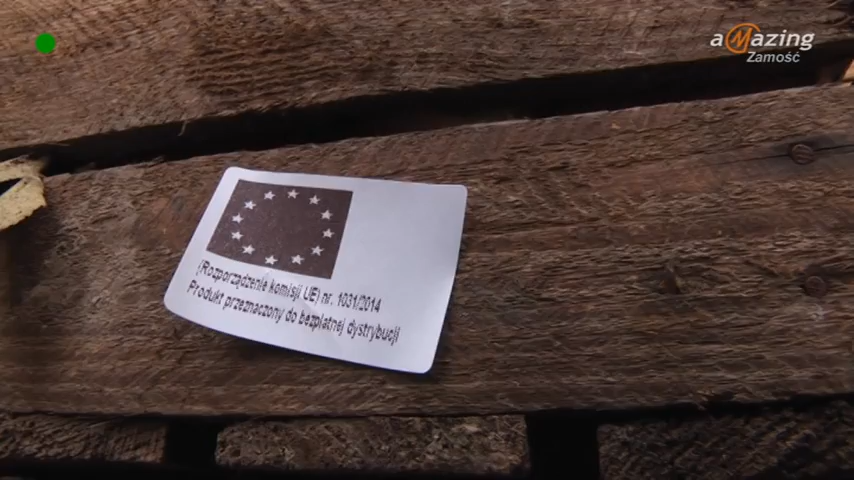 aMazing
Zamość
(Rozporządzenie komisji UE) nr. 1031/2014
Produkt przeznaczony do bezpłatnej dystrybucji